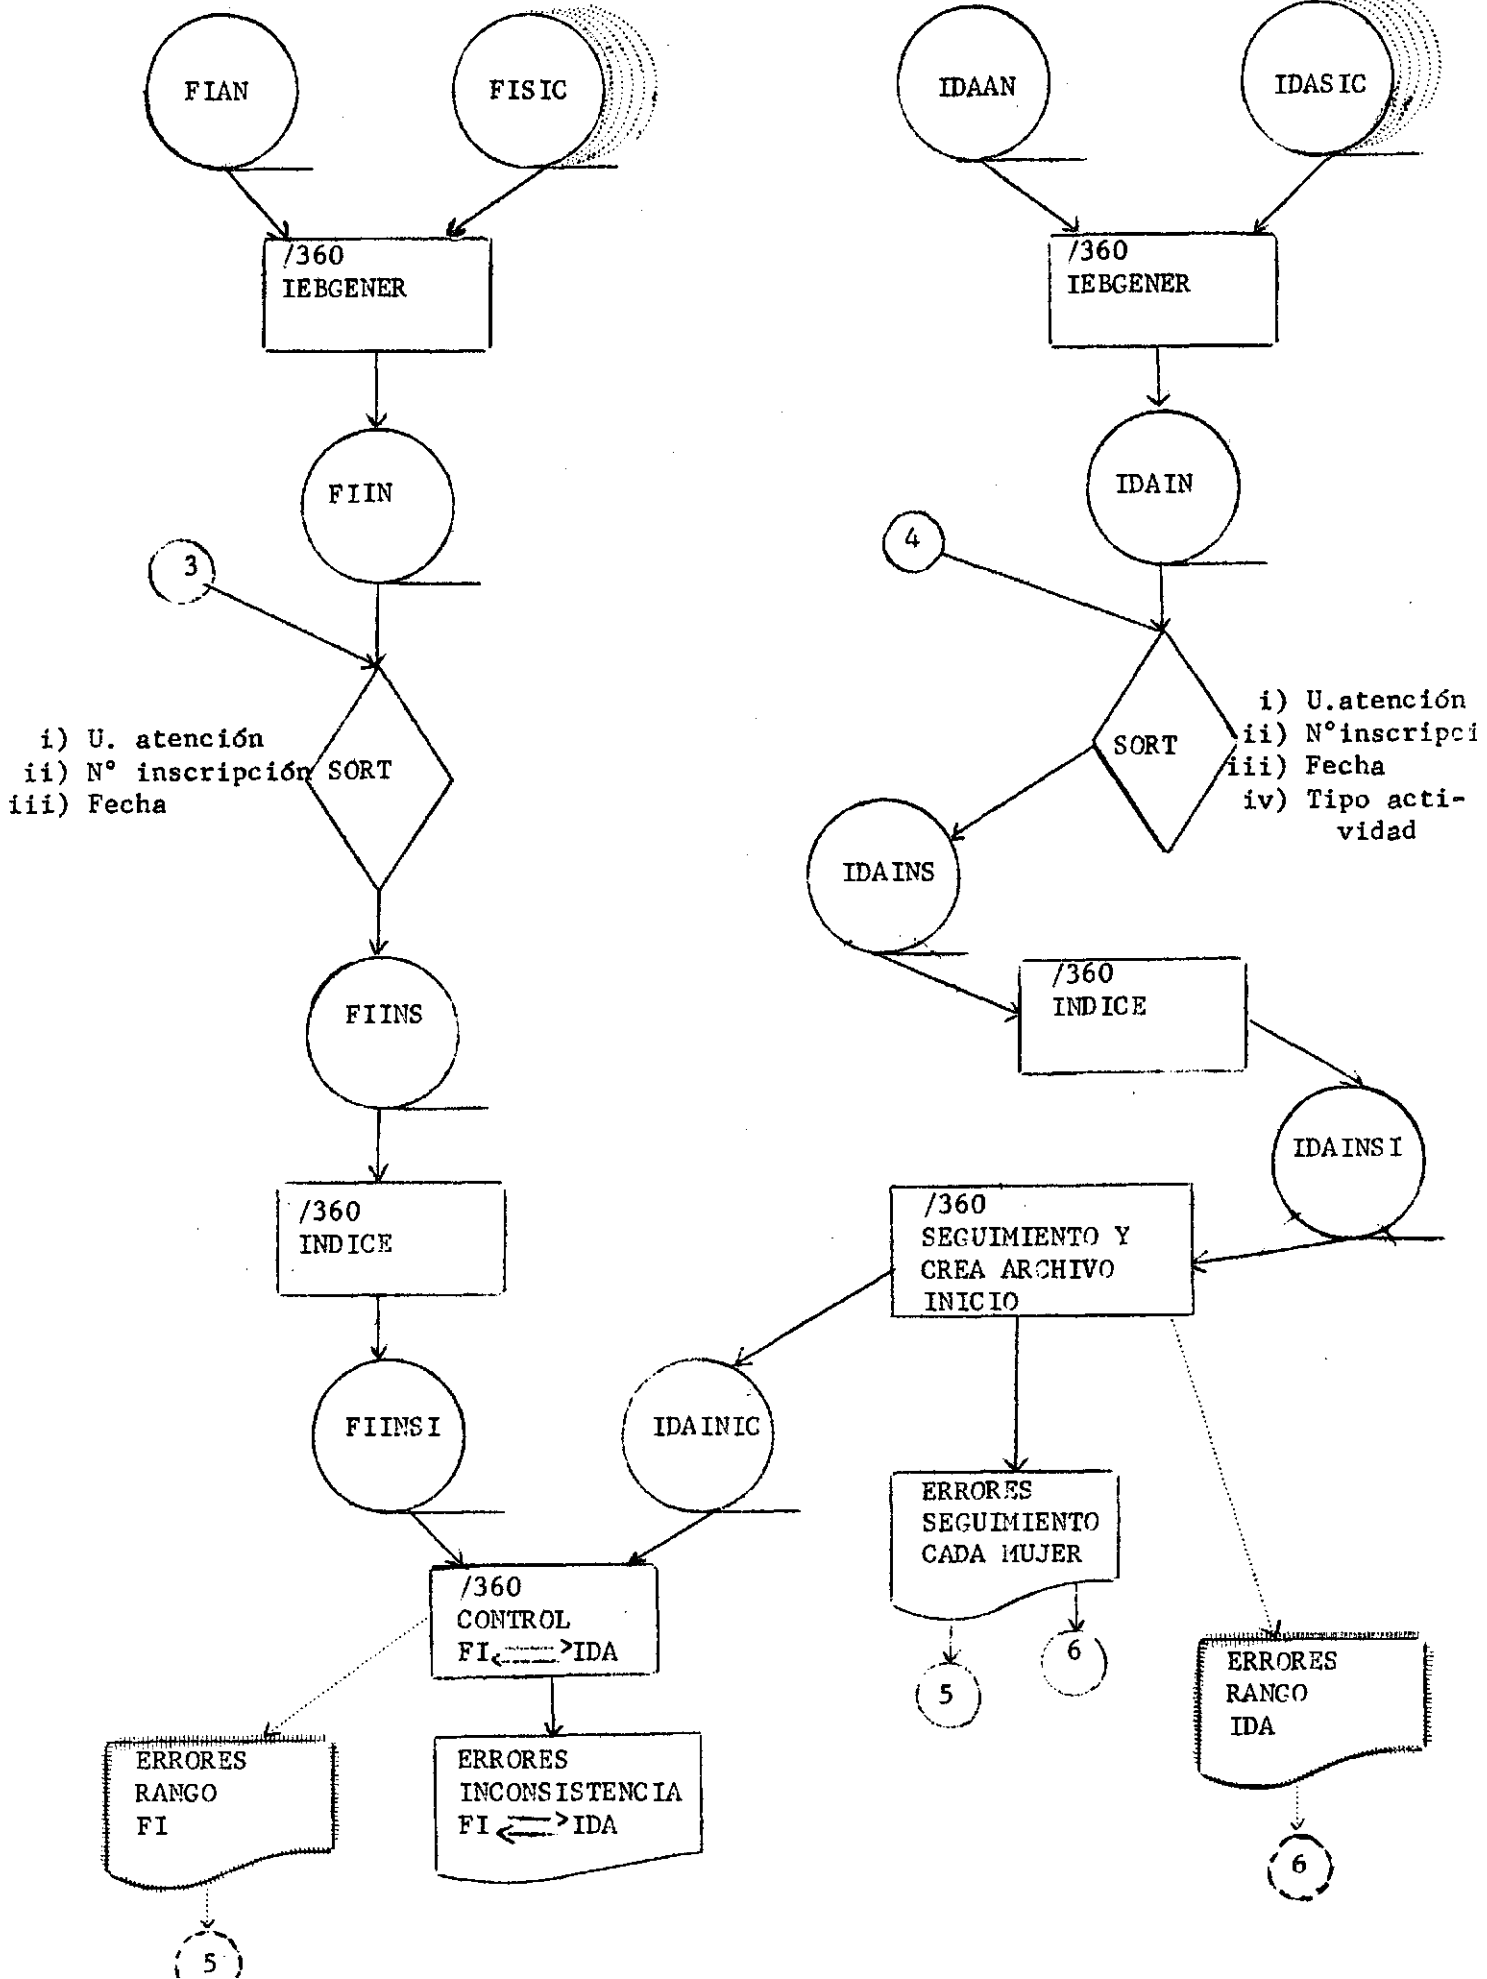 FIAN
FISIC
IDAAN
IDASIC
/360
IEBGENER
/360
IEBGENER
FIIN
IDAIN
3
4
i) U. atención
ii) N° inscripción
iii) Fecha
SORT
SORT
i) U.atención
ii) N°inscripci
iii) Fecha
iv) Tipo acti-
vidad
IDAINS
FIINS
/360
INDICE
IDAINSI
/360
INDICE
/360
SEGUIMIENTO Y
CREA ARCHIVO
INICIO
FIINSI
IDAINIC
ERRORES
SEGUIMIENTO
CADA MUJER
/360
CONTROL
FI <----> IDA
5
6
ERRORES
RANGO
IDA
ERRORES
RANGO
FI
ERRORES
INCONSISTENCIA
FI <==> IDA
6
5